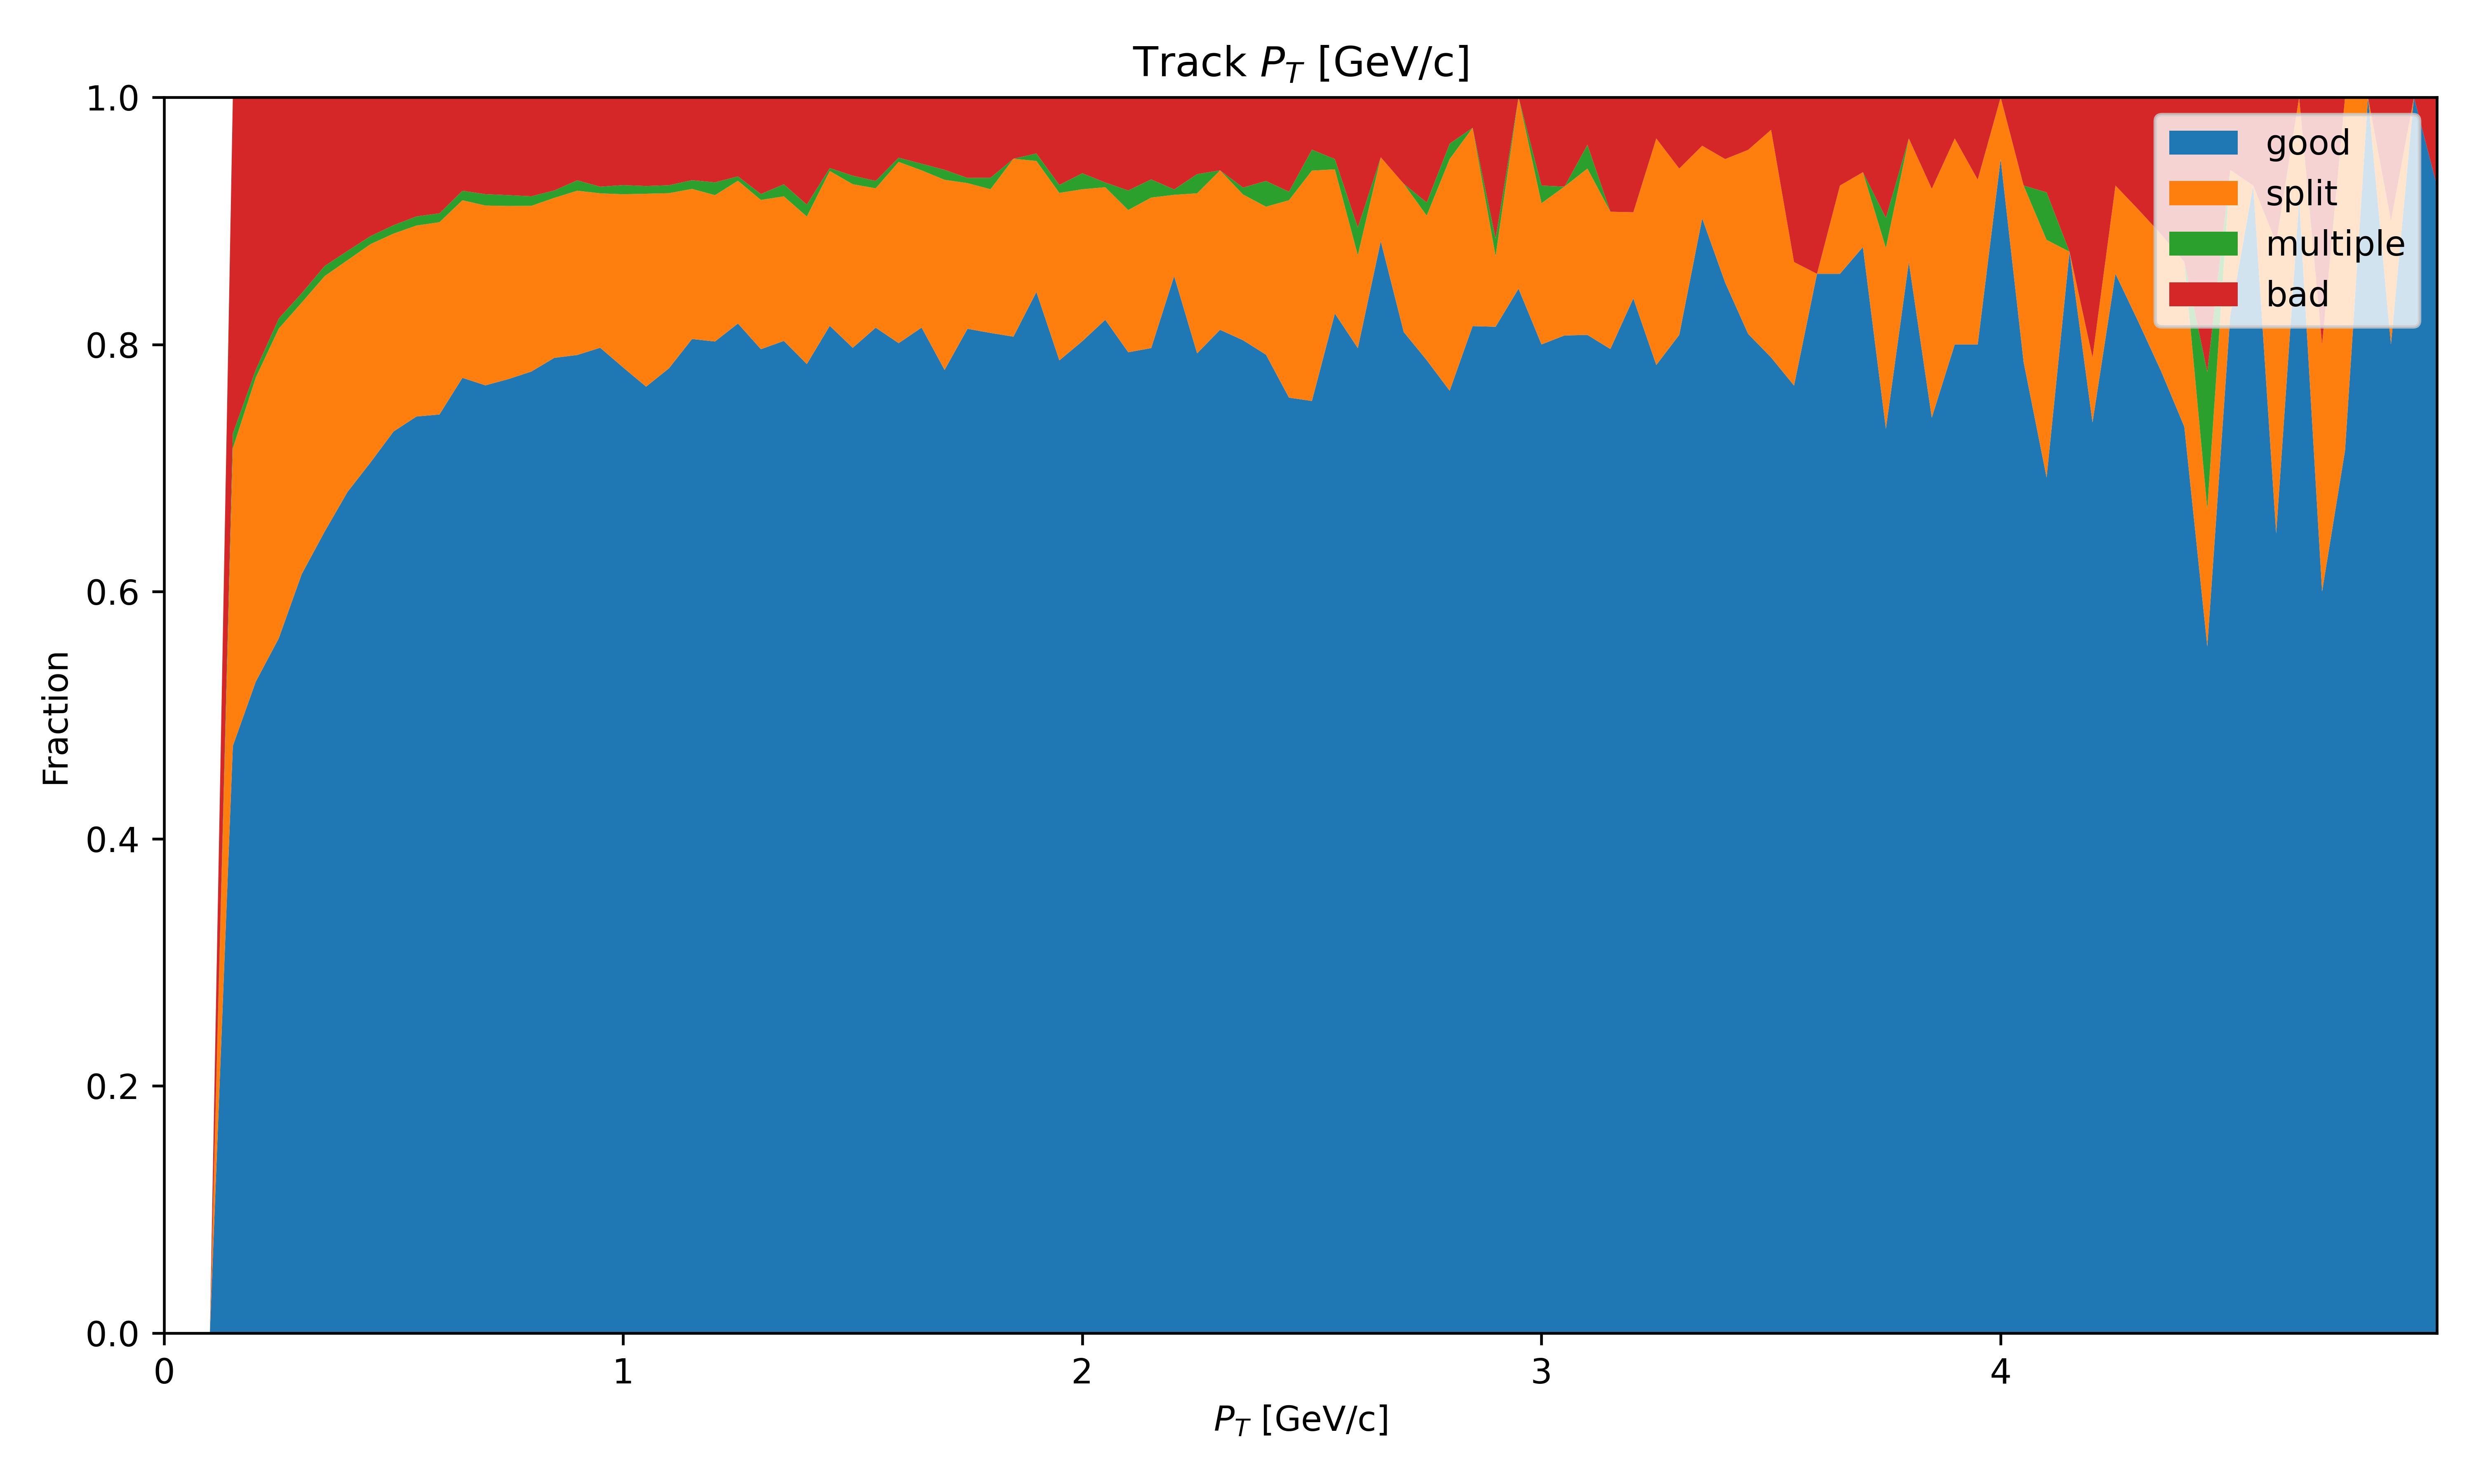 Track P_T [GeV/c]
1.0
0.8
0.6
0.4
0.2
0.0
Fraction
good
split
multiple
bad
0 1 2 3 4
P_T [GeV/c]